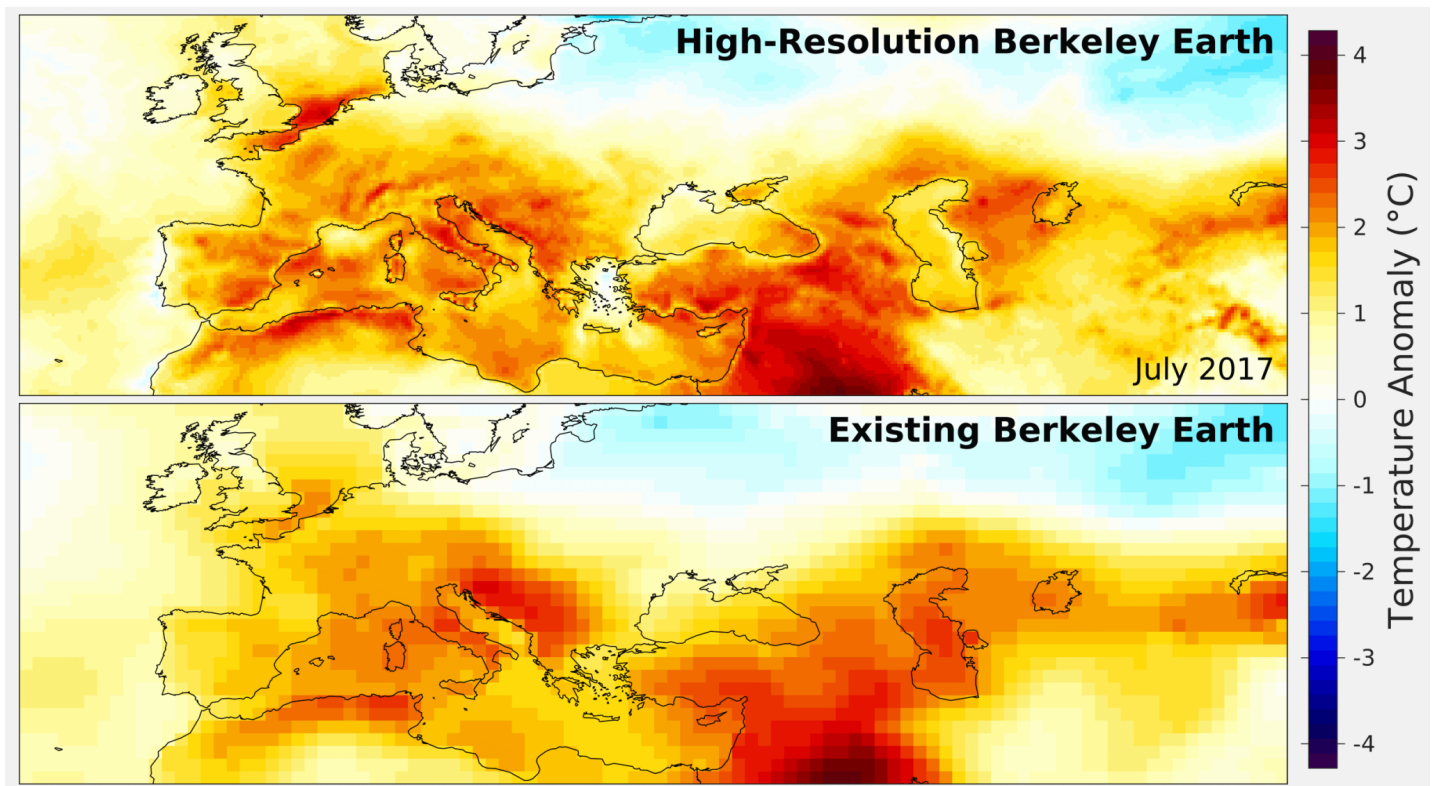 High-Resolution Berkeley Earth
July 2017
Existing Berkeley Earth
4
3
2
1
0
-1
-2
-3
-4
Temperature Anomaly (°C)